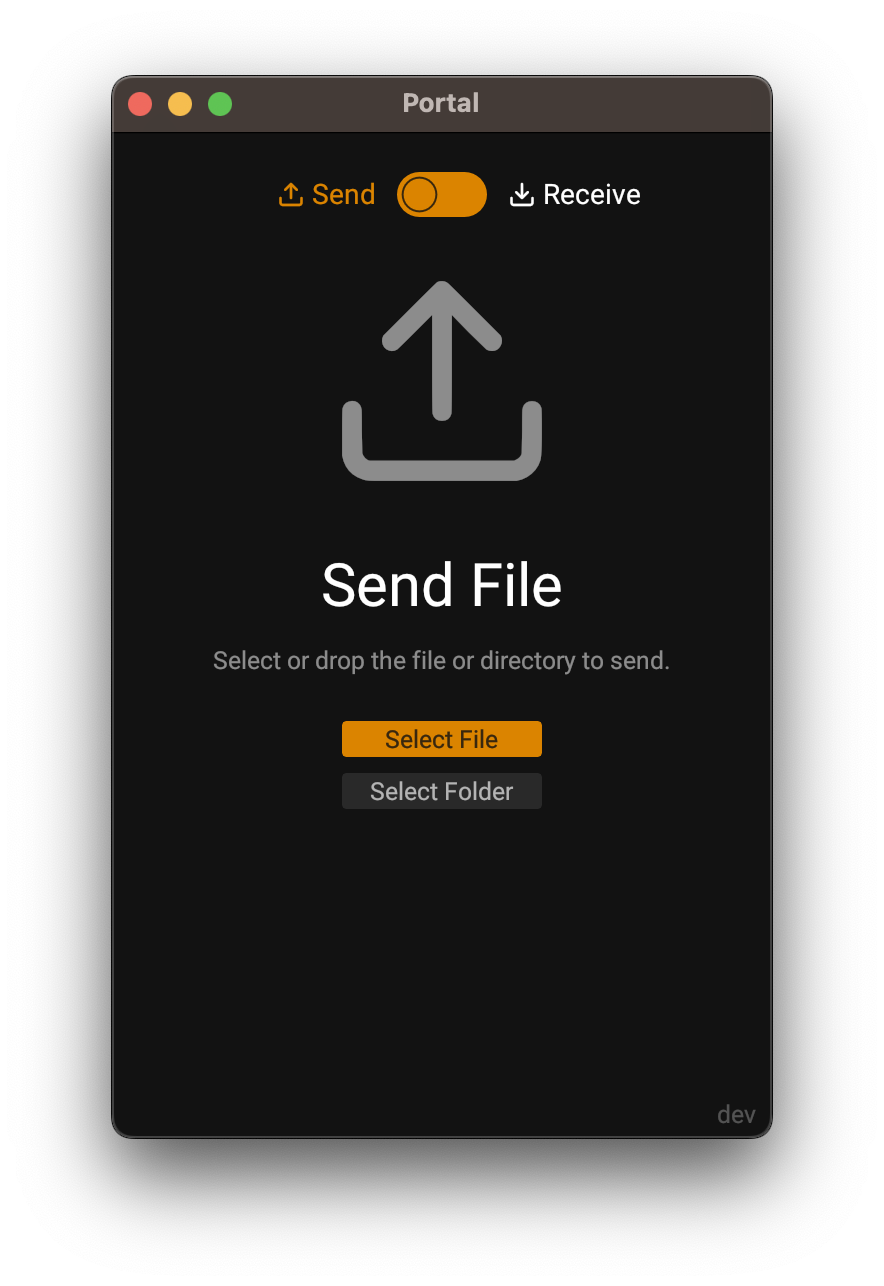 Portal
Send Receive
Send File
Select or drop the file or directory to send.
Select File
Select Folder
dev